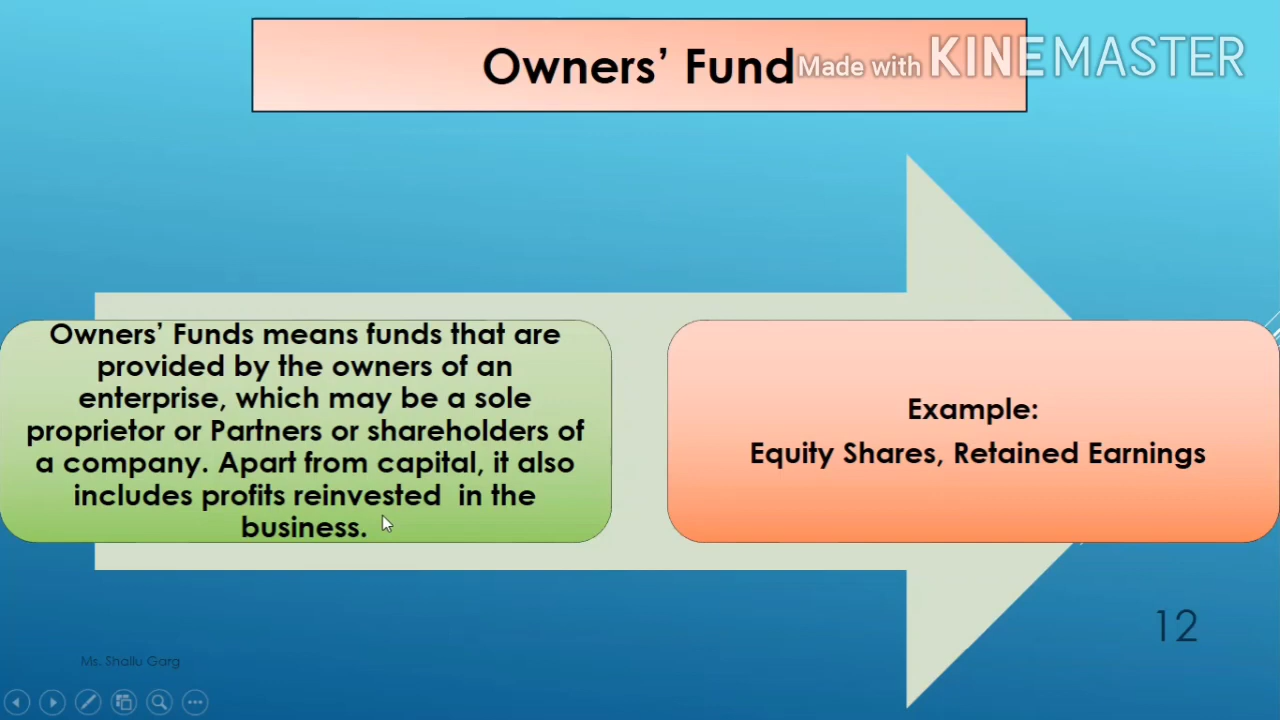 Owners’ Fund
Made with KINEMASTER
Owners’ Funds means funds that are
provided by the owners of an
enterprise, which may be a sole
proprietor or Partners or shareholders of
a company. Apart from capital, it also
includes profits reinvested in the
business.
Example:
Equity Shares, Retained Earnings
12
Ms. Shallu Garg